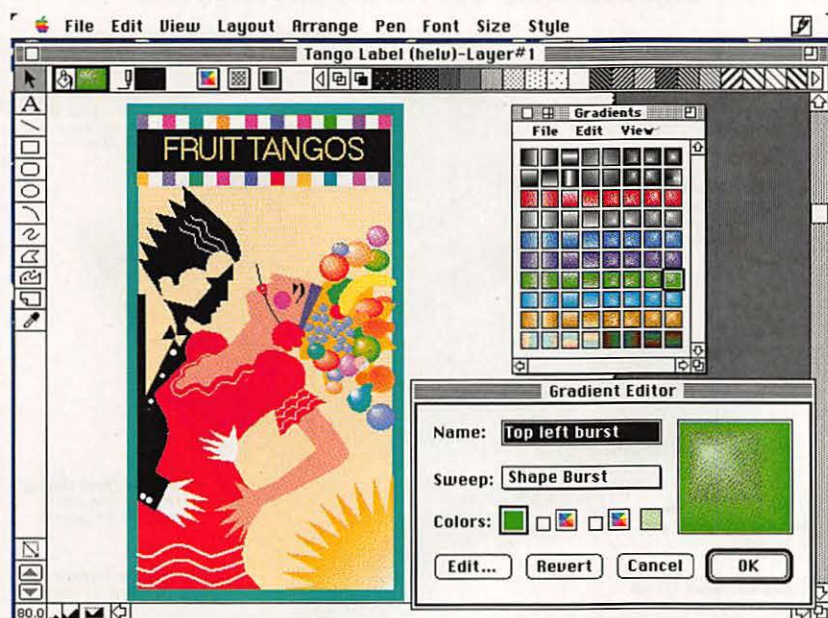 File Edit View Layout Arrange Pen Font Size Style
Tango Label (helv)-Layer#1
A
FRUIT TANGOS
Gradients
File Edit View
Gradient Editor
Name: Top left burst
Sweep: Shape Burst
Colors:
Edit... Revert Cancel OK
80.0